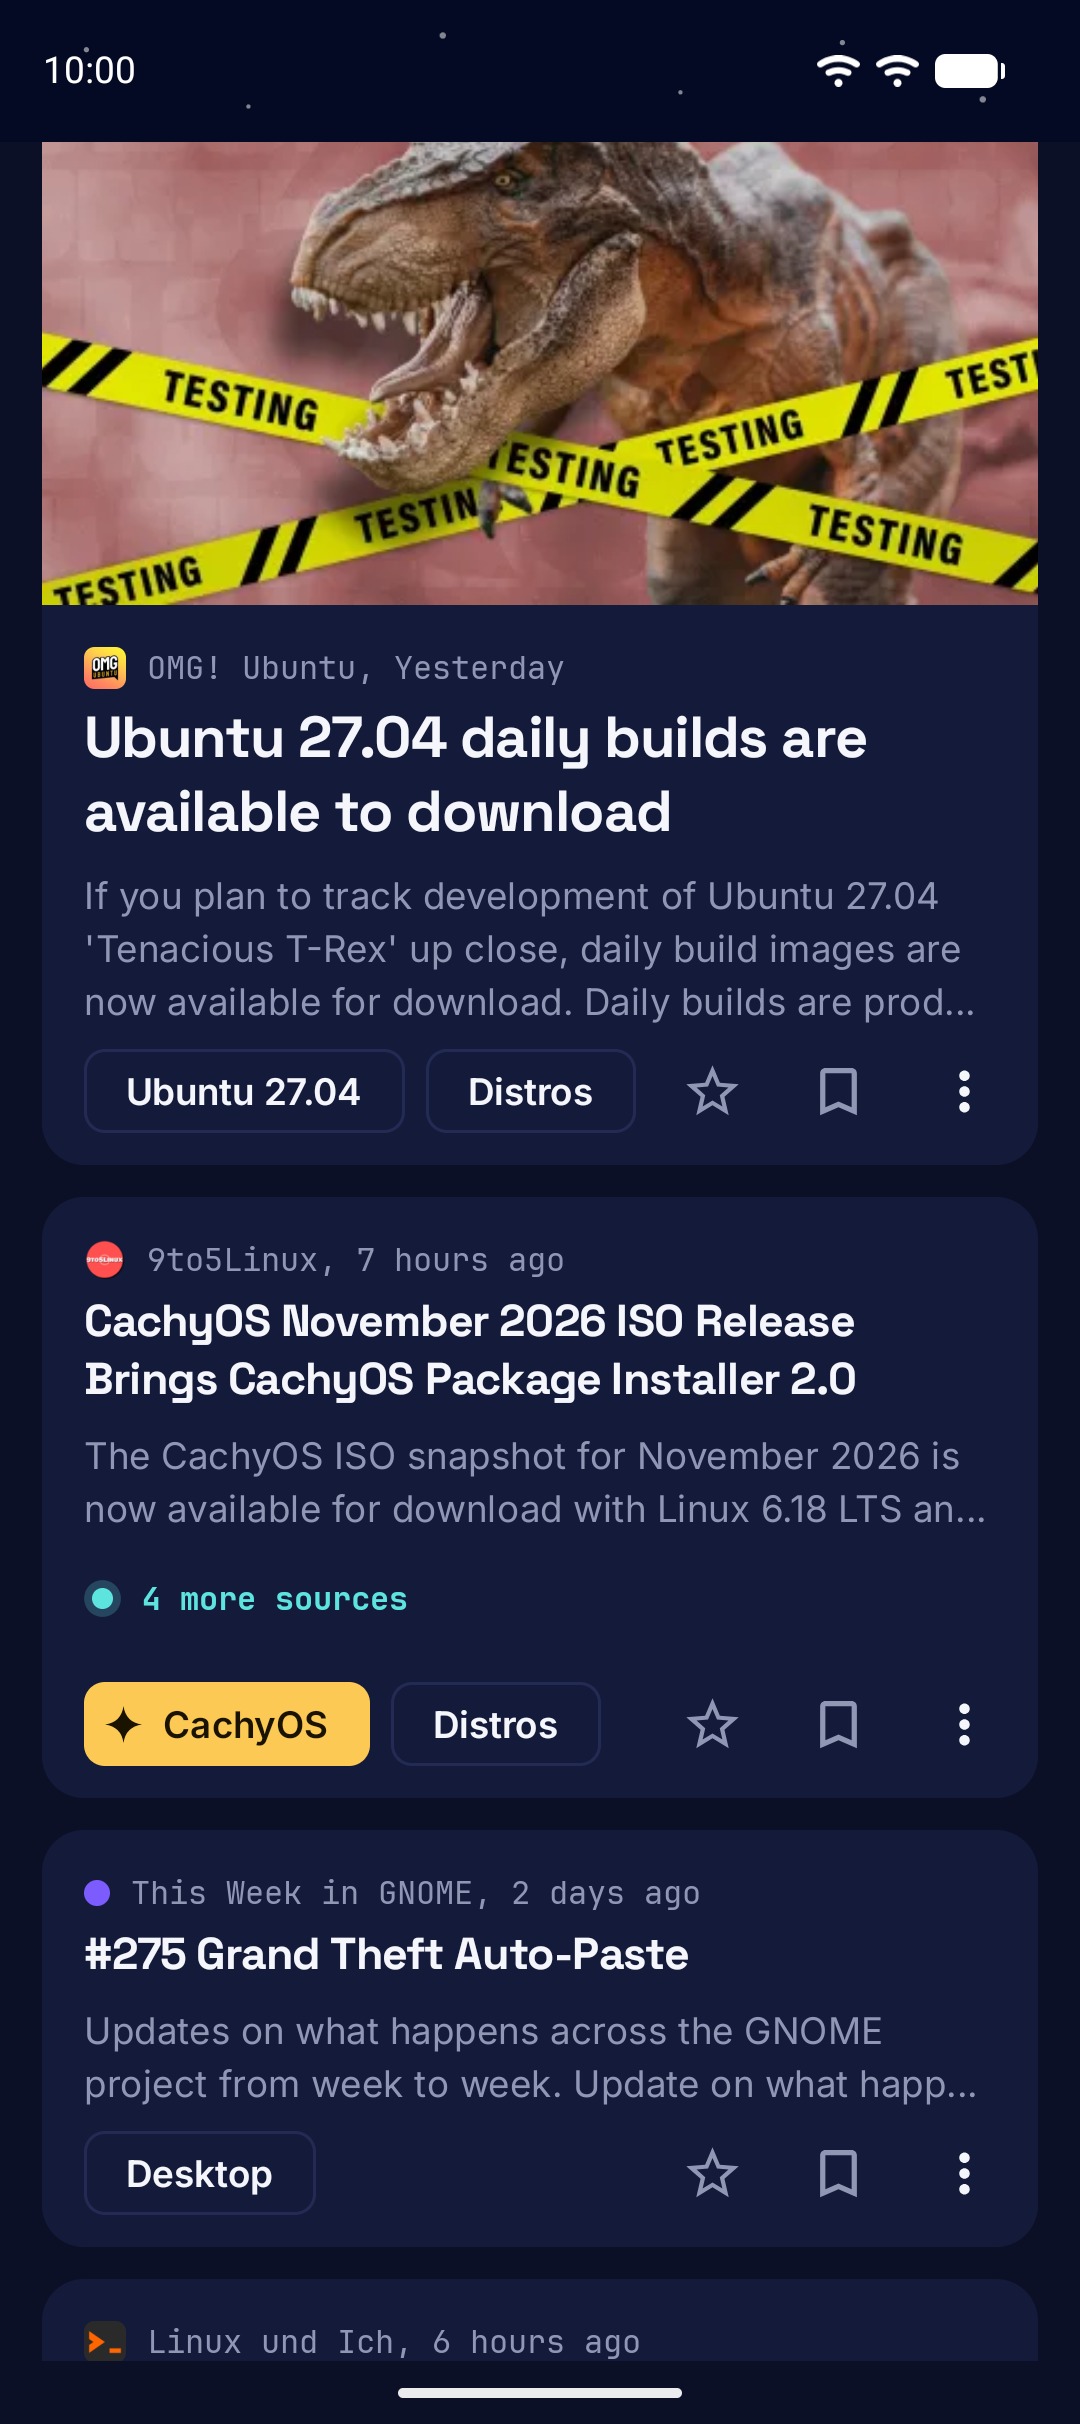 10:00
TESTING
TESTING
TESTING
TESTI
TESTIN
TESTING
TESTING
OMG! Ubuntu, Yesterday
Ubuntu 27.04 daily builds are
available to download
If you plan to track development of Ubuntu 27.04
'Tenacious T-Rex' up close, daily build images are
now available for download. Daily builds are prod...
Ubuntu 27.04
Distros
9to5Linux, 7 hours ago
CachyOS November 2026 ISO Release
Brings CachyOS Package Installer 2.0
The CachyOS ISO snapshot for November 2026 is
now available for download with Linux 6.18 LTS an...
4 more sources
CachyOS
Distros
This Week in GNOME, 2 days ago
#275 Grand Theft Auto-Paste
Updates on what happens across the GNOME
project from week to week. Update on what happ...
Desktop
Linux und Ich, 6 hours ago